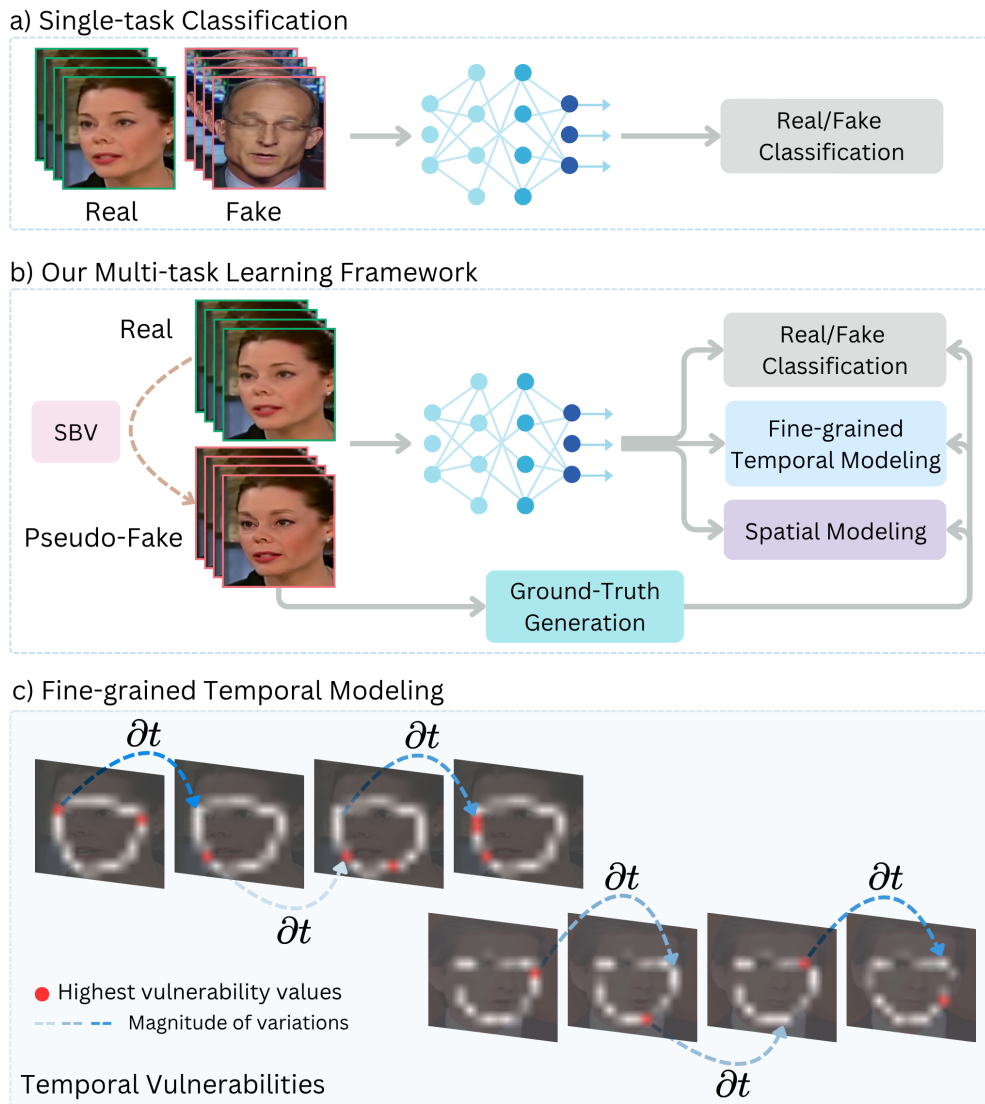 a) Single-task Classification
Real
Fake
Real/Fake
Classification
b) Our Multi-task Learning Framework
Real
SBV
Pseudo-Fake
Real/Fake
Classification
Fine-grained
Temporal Modeling
Spatial Modeling
Ground-Truth
Generation
c) Fine-grained Temporal Modeling
∂t
∂t
∂t
∂t
∂t
∂t
Highest vulnerability values
Magnitude of variations
Temporal Vulnerabilities